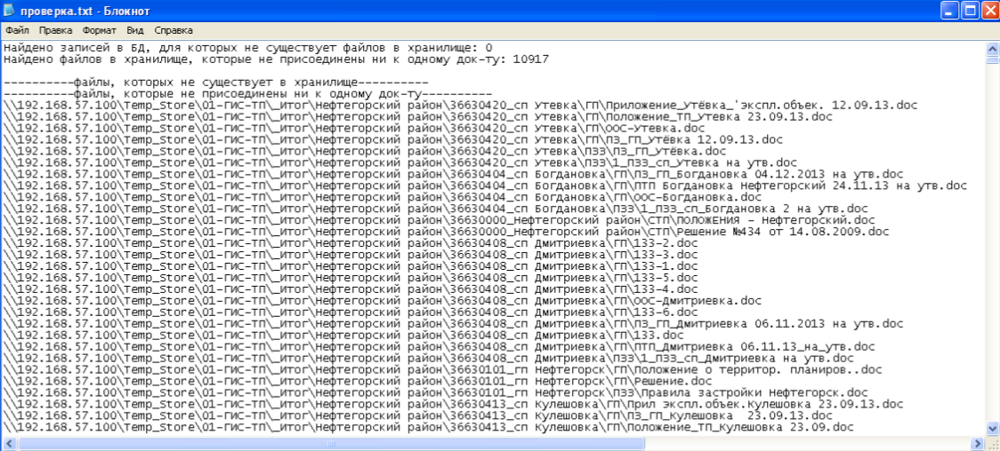 проверка.txt - Блокнот
Файл Правка Формат Вид Справка
Найдено записей в БД, для которых не существует файлов в хранилище: 0
Найдено файлов в хранилище, которые не присоединены ни к одному док-ту: 10917
----------файлы, которых не существует в хранилище----------
----------файлы, которые не присоединены ни к одному док-ту----------
\\192.168.57.100\Temp_Store\01-ГИС-ТП\_Итог\Нефтегорский район\36630420_сп Утевка\ГП\Приложение_Утёвка_'экспл.объек. 12.09.13.doc
\\192.168.57.100\Temp_Store\01-ГИС-ТП\_Итог\Нефтегорский район\36630420_сп Утевка\ГП\Положение_ТП_Утевка 23.09.13.doc
\\192.168.57.100\Temp_Store\01-ГИС-ТП\_Итог\Нефтегорский район\36630420_сп Утевка\ГП\ООС-Утевка.doc
\\192.168.57.100\Temp_Store\01-ГИС-ТП\_Итог\Нефтегорский район\36630420_сп Утевка\ГП\ПЗ_ГП_Утёвка 12.09.13.doc
\\192.168.57.100\Temp_Store\01-ГИС-ТП\_Итог\Нефтегорский район\36630420_сп Утевка\ПЗЗ\ПЗ_ГП_Утёвка.doc
\\192.168.57.100\Temp_Store\01-ГИС-ТП\_Итог\Нефтегорский район\36630420_сп Утевка\ПЗЗ\1_ПЗЗ_сп_Утевка на утв.doc
\\192.168.57.100\Temp_Store\01-ГИС-ТП\_Итог\Нефтегорский район\36630404_сп Богдановка\ГП\ПЗ_ГП_Богдановка 04.12.2013 на утв.doc
\\192.168.57.100\Temp_Store\01-ГИС-ТП\_Итог\Нефтегорский район\36630404_сп Богдановка\ГП\ПТП Богдановка Нефтегорский 24.11.13 на утв.doc
\\192.168.57.100\Temp_Store\01-ГИС-ТП\_Итог\Нефтегорский район\36630404_сп Богдановка\ГП\ООС-Богдановка.doc
\\192.168.57.100\Temp_Store\01-ГИС-ТП\_Итог\Нефтегорский район\36630404_сп Богдановка\ПЗЗ\1_ПЗЗ_сп_Богдановка 2 на утв.doc
\\192.168.57.100\Temp_Store\01-ГИС-ТП\_Итог\Нефтегорский район\36630000_Нефтегорский район\СТП\ПОЛОЖЕНИЯ – Нефтегорский.doc
\\192.168.57.100\Temp_Store\01-ГИС-ТП\_Итог\Нефтегорский район\36630000_Нефтегорский район\СТП\Решение №434 от 14.08.2009.doc
\\192.168.57.100\Temp_Store\01-ГИС-ТП\_Итог\Нефтегорский район\36630408_сп Дмитриевка\ГП\133-2.doc
\\192.168.57.100\Temp_Store\01-ГИС-ТП\_Итог\Нефтегорский район\36630408_сп Дмитриевка\ГП\133-3.doc
\\192.168.57.100\Temp_Store\01-ГИС-ТП\_Итог\Нефтегорский район\36630408_сп Дмитриевка\ГП\133-1.doc
\\192.168.57.100\Temp_Store\01-ГИС-ТП\_Итог\Нефтегорский район\36630408_сп Дмитриевка\ГП\133-5.doc
\\192.168.57.100\Temp_Store\01-ГИС-ТП\_Итог\Нефтегорский район\36630408_сп Дмитриевка\ГП\133-4.doc
\\192.168.57.100\Temp_Store\01-ГИС-ТП\_Итог\Нефтегорский район\36630408_сп Дмитриевка\ГП\ООС-Дмитриевка.doc
\\192.168.57.100\Temp_Store\01-ГИС-ТП\_Итог\Нефтегорский район\36630408_сп Дмитриевка\ГП\133-6.doc
\\192.168.57.100\Temp_Store\01-ГИС-ТП\_Итог\Нефтегорский район\36630408_сп Дмитриевка\ГП\ПЗ_ГП_Дмитриевка 06.11.2013 на утв.doc
\\192.168.57.100\Temp_Store\01-ГИС-ТП\_Итог\Нефтегорский район\36630408_сп Дмитриевка\ГП\133.doc
\\192.168.57.100\Temp_Store\01-ГИС-ТП\_Итог\Нефтегорский район\36630408_сп Дмитриевка\ГП\ПТП_Дмитриевка 06.11.13_на_утв.doc
\\192.168.57.100\Temp_Store\01-ГИС-ТП\_Итог\Нефтегорский район\36630408_сп Дмитриевка\ПЗЗ\1_ПЗЗ_сп_Дмитриевка на утв.doc
\\192.168.57.100\Temp_Store\01-ГИС-ТП\_Итог\Нефтегорский район\36630101_гп Нефтегорск\ГП\Положение о территор. планиров..doc
\\192.168.57.100\Temp_Store\01-ГИС-ТП\_Итог\Нефтегорский район\36630101_гп Нефтегорск\ГП\Решение.doc
\\192.168.57.100\Temp_Store\01-ГИС-ТП\_Итог\Нефтегорский район\36630101_гп Нефтегорск\ПЗЗ\Правила застройки Нефтегорск.doc
\\192.168.57.100\Temp_Store\01-ГИС-ТП\_Итог\Нефтегорский район\36630413_сп Кулешовка\ГП\Прил экспл.объек.Кулешовка 23.09.13.doc
\\192.168.57.100\Temp_Store\01-ГИС-ТП\_Итог\Нефтегорский район\36630413_сп Кулешовка\ГП\ПЗ_ГП_Кулешовка  23.09.13.doc
\\192.168.57.100\Temp_Store\01-ГИС-ТП\_Итог\Нефтегорский район\36630413_сп Кулешовка\ГП\Положение_ТП_Кулешовка 23.09.doc